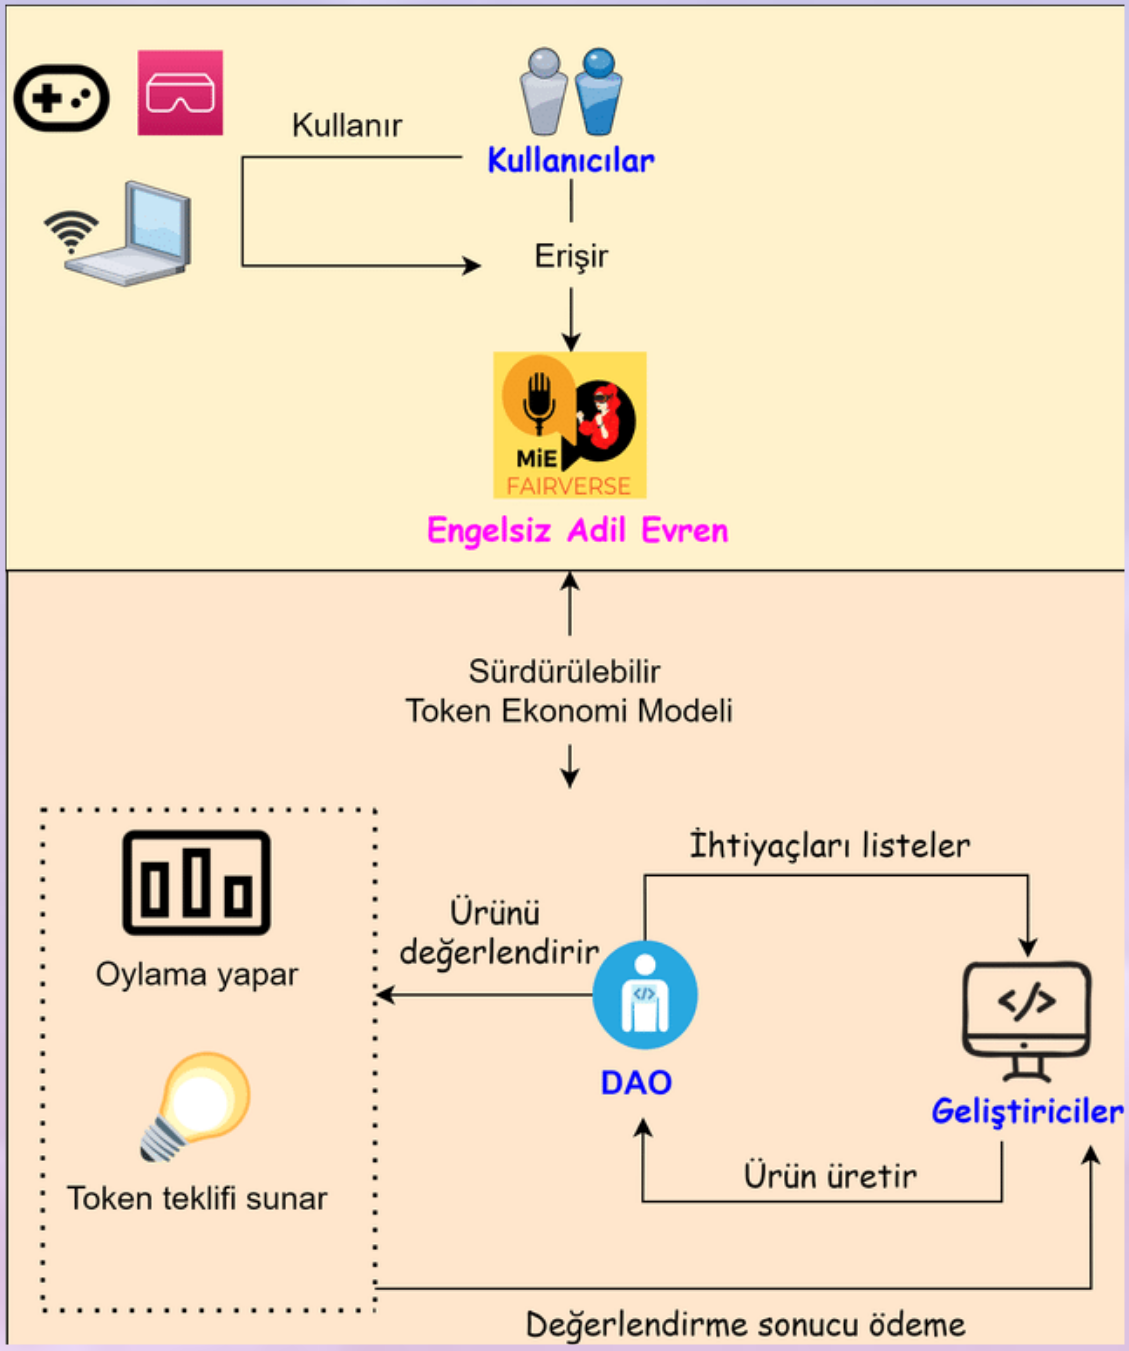 Kullanır
Kullanıcılar
Erişir
MiE
FAIRVERSE
Engelsiz Adil Evren
Sürdürülebilir
Token Ekonomi Modeli
İhtiyaçları listeler
Ürünü
değerlendirir
Oylama yapar
</>
</>
DAO
Geliştiriciler
Ürün üretir
Token teklifi sunar
Değerlendirme sonucu ödeme